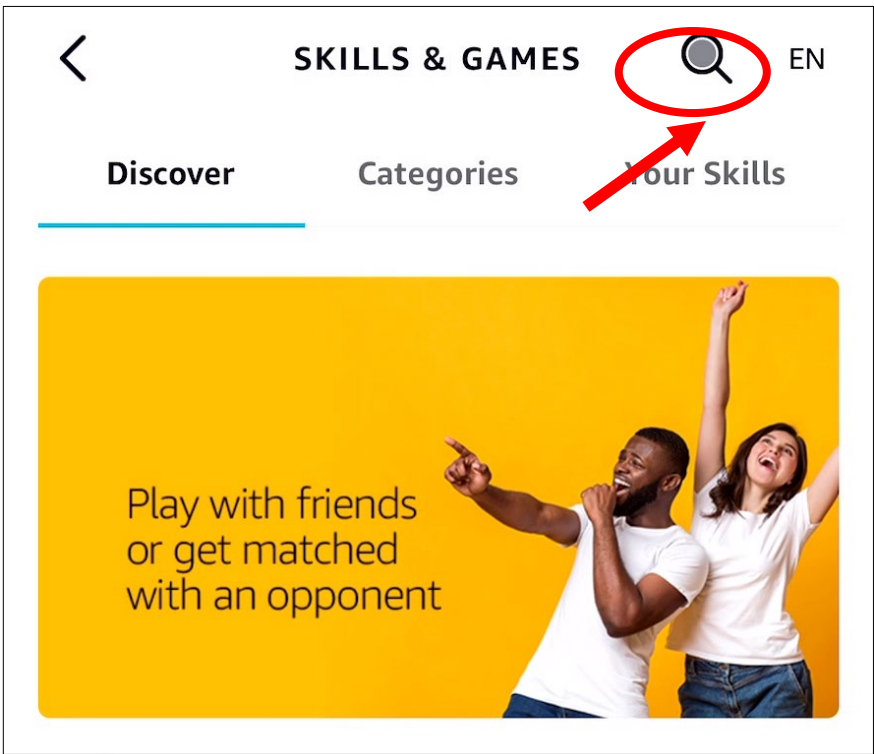 SKILLS & GAMES EN
Discover Categories Your Skills
Play with friends
or get matched
with an opponent